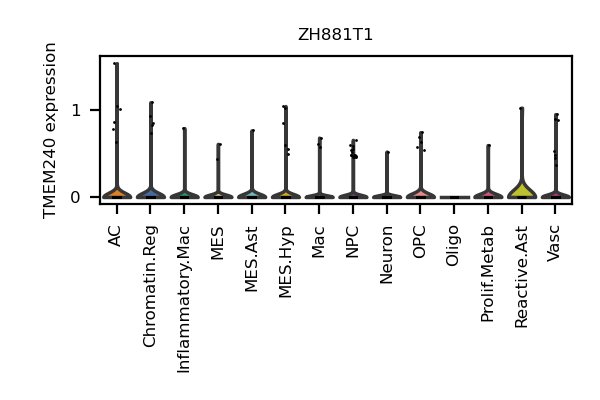 ZH881T1
TMEM240 expression
1
0
AC
Chromatin.Reg
Inflammatory.Mac
MES
MES.Ast
MES.Hyp
Mac
NPC
Neuron
OPC
Oligo
Prolif.Metab
Reactive.Ast
Vasc